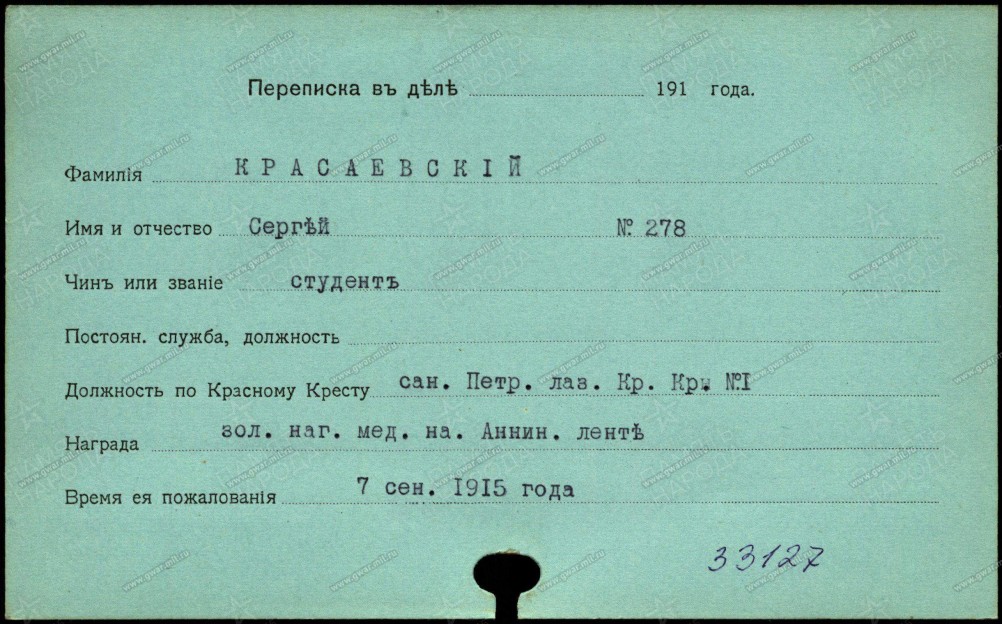 Переписка въ дѣлѣ 191 года.
Фамилія КРАСАЕВСКІЙ
Имя и отчество Сергѣй № 278
Чинъ или званіе студентъ
Постоян. служба, должность
Должность по Красному Кресту сан. Петр. лаз. Кр. Кр. №I
Награда зол. наг. мед. на. Аннин. лентѣ
Время ея пожалованія 7 сен. 1915 года
33127